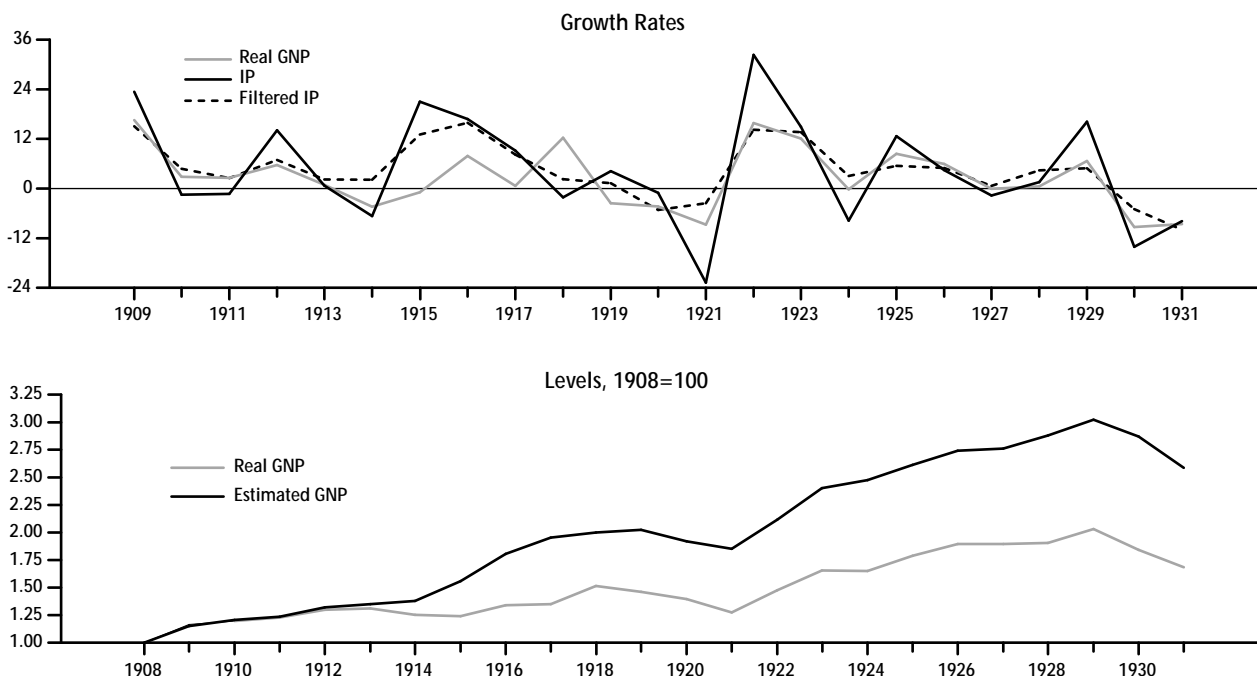 Growth Rates
36
24
12
0
-12
-24
Real GNP
IP
Filtered IP
1909 1911 1913 1915 1917 1919 1921 1923 1925 1927 1929 1931
Levels, 1908=100
3.25
3.00
2.75
2.50
2.25
2.00
1.75
1.50
1.25
1.00
Real GNP
Estimated GNP
1908 1910 1912 1914 1916 1918 1920 1922 1924 1926 1928 1930